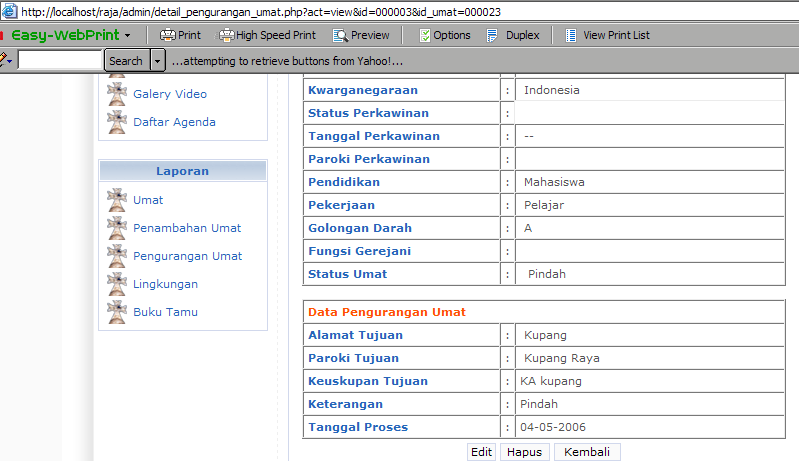 http://localhost/raja/admin/detail_pengurangan_umat.php?act=view&id=000003&id_umat=000023
Easy-WebPrint Print High Speed Print Preview Options Duplex View Print List
Search ...attempting to retrieve buttons from Yahoo!...
Galery Video
Daftar Agenda
Laporan
Umat
Penambahan Umat
Pengurangan Umat
Lingkungan
Buku Tamu
Kwarganegaraan : Indonesia
Status Perkawinan :
Tanggal Perkawinan : --
Paroki Perkawinan :
Pendidikan : Mahasiswa
Pekerjaan : Pelajar
Golongan Darah : A
Fungsi Gerejani :
Status Umat : Pindah
Data Pengurangan Umat
Alamat Tujuan : Kupang
Paroki Tujuan : Kupang Raya
Keuskupan Tujuan : KA kupang
Keterangan : Pindah
Tanggal Proses : 04-05-2006
Edit Hapus Kembali